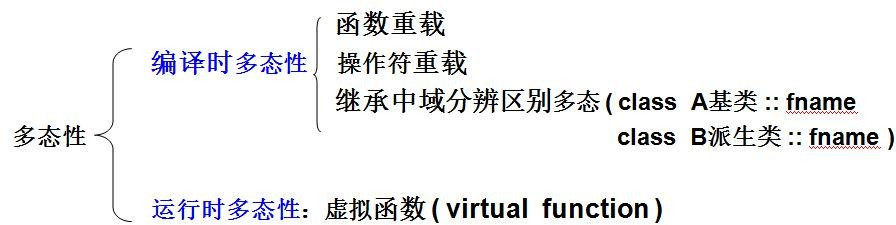 函数重载
编译时多态性
操作符重载
继承中域分辨区别多态 ( class A基类 :: fname
多态性
class B派生类 :: fname )
运行时多态性：虚拟函数 ( virtual function )